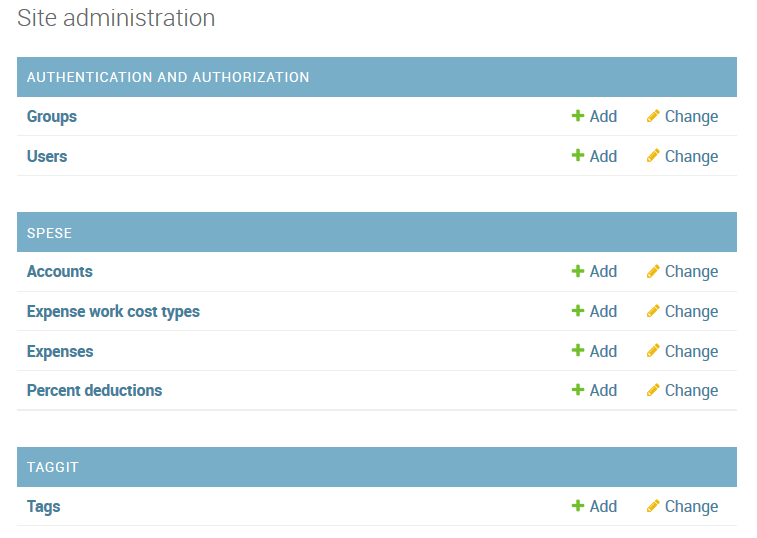 Site administration
AUTHENTICATION AND AUTHORIZATION
Groups Add Change
Users Add Change
SPESE
Accounts Add Change
Expense work cost types Add Change
Expenses Add Change
Percent deductions Add Change
TAGGIT
Tags Add Change